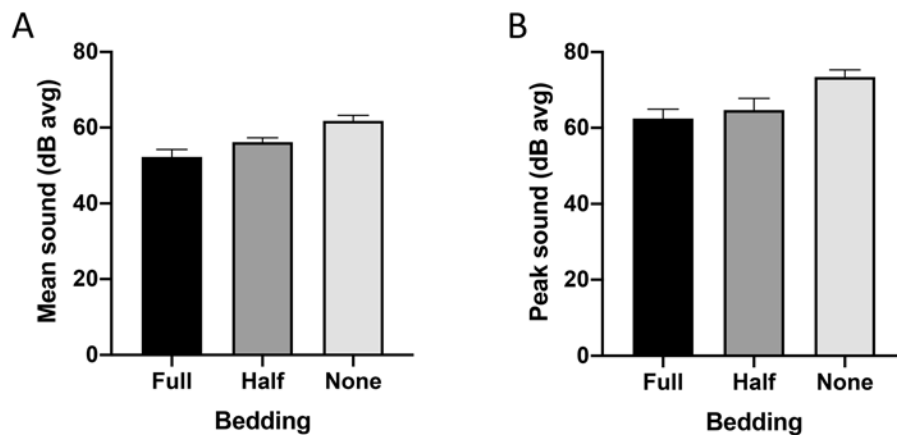 A
Mean sound (dB avg)
80
60
40
20
0
Full Half None
Bedding
B
Peak sound (dB avg)
80
60
40
20
0
Full Half None
Bedding